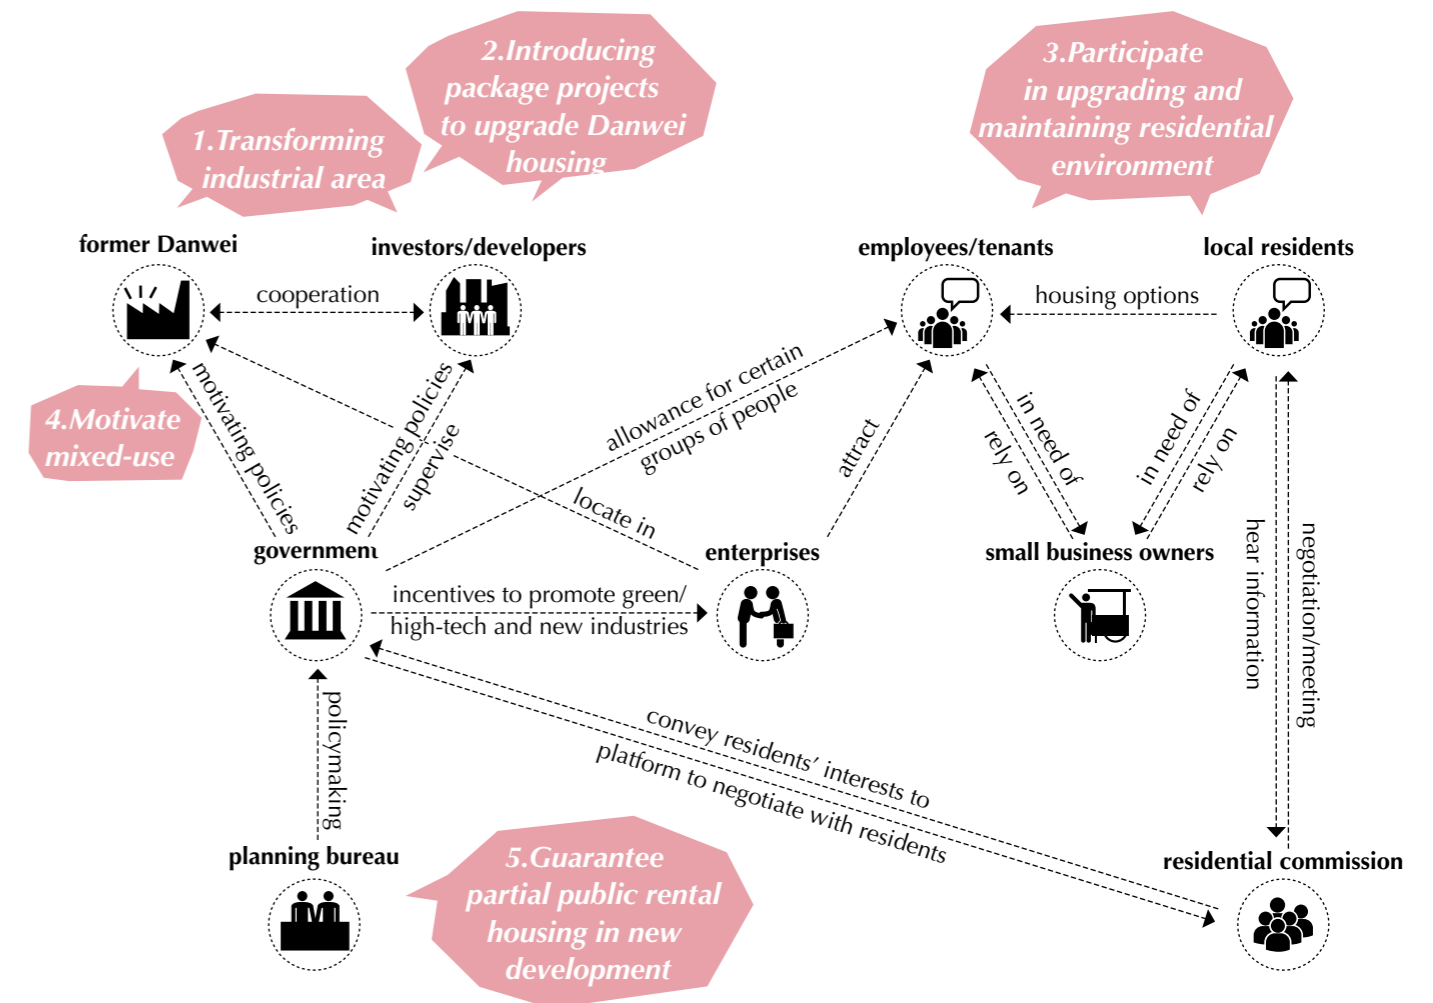 2.Introducing
package projects
to upgrade Danwei
housing
3.Participate
in upgrading and
maintaining residential
environment
1.Transforming
industrial area
former Danwei
investors/developers
employees/tenants
local residents
cooperation
housing options
4.Motivate
mixed-use
motivating policies
motivating policies
supervise
allowance for certain
groups of people
attract
locate in
in need of
rely on
in need of
rely on
government
enterprises
small business owners
incentives to promote green/
high-tech and new industries
hear information
negotiation/meeting
policymaking
convey residents’ interests to
platform to negotiate with residents
planning bureau
5.Guarantee
partial public rental
housing in new
development
residential commission